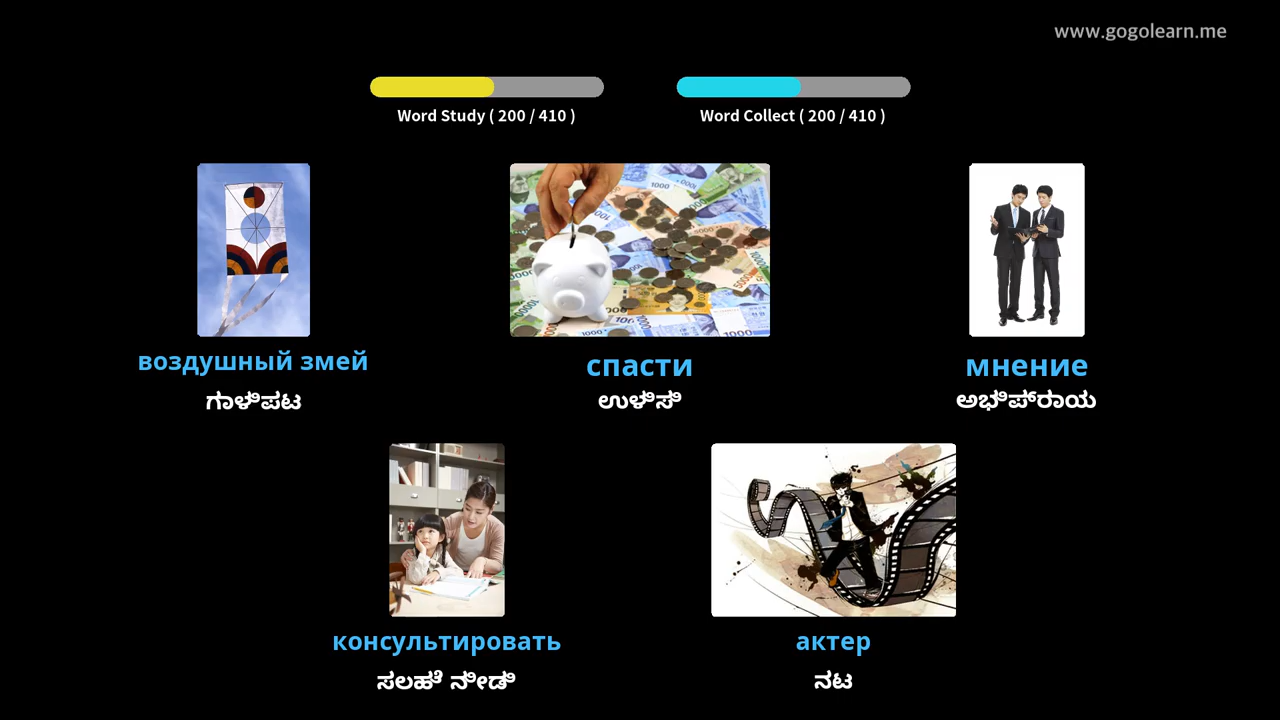 www.gogolearn.me
Word Study ( 200 / 410 )
Word Collect ( 200 / 410 )
воздушный змей
ಗಾಳಿಪಟ
спасти
ಉಳಿಸಿ
мнение
ಅಭಿಪ್ರಾಯ
консультировать
ಸಲಹೆ ನೀಡಿ
актер
ನಟ